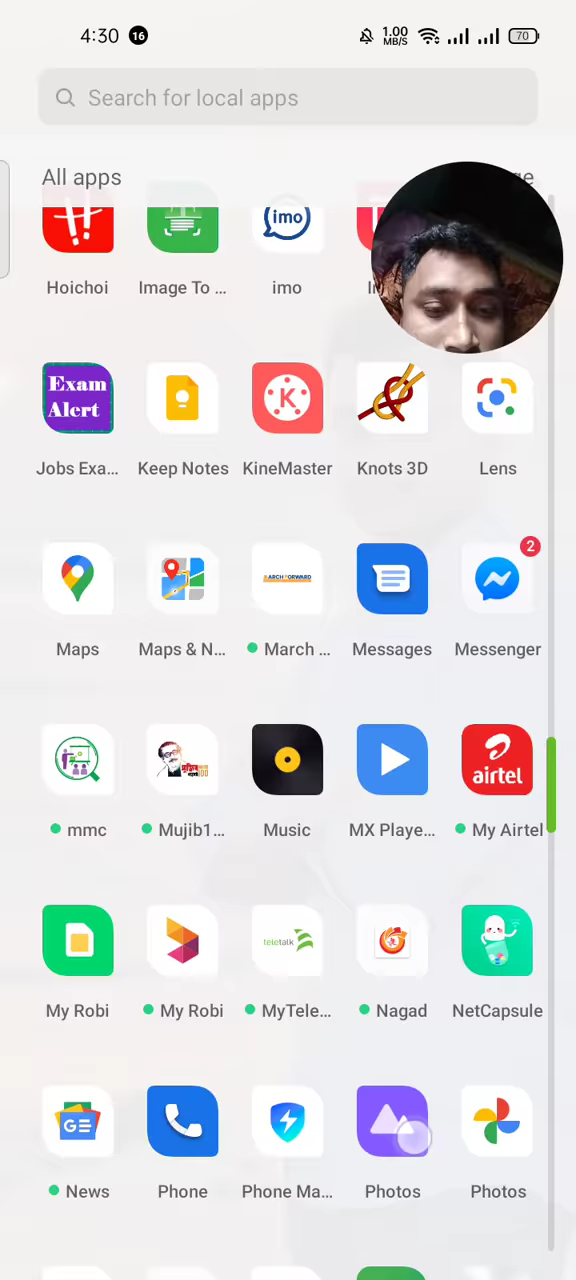 4:30 16 1.00 MB/S 70
Search for local apps
All apps
imo
Hoichoi Image To ... imo
Exam Alert K
Jobs Exa... Keep Notes KineMaster Knots 3D Lens
2
Maps Maps & N... March ... Messages Messenger
airtel
mmc Mujib1... Music MX Playe... My Airtel
teletalk
My Robi My Robi MyTele... Nagad NetCapsule
GE
News Phone Phone Ma... Photos Photos